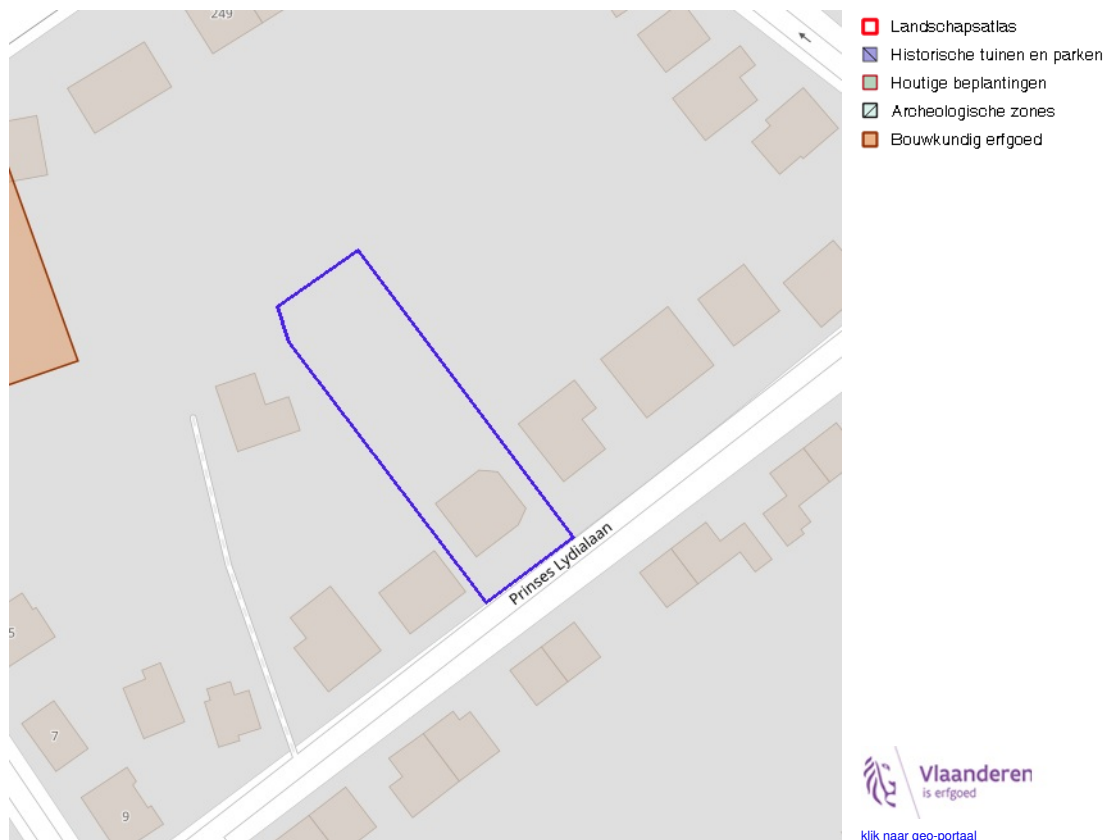 249
Prinses Lydialaan
5
7
9
Landschapsatlas
Historische tuinen en parken
Houtige beplantingen
Archeologische zones
Bouwkundig erfgoed
Vlaanderen
is erfgoed
klik naar geo-portaal